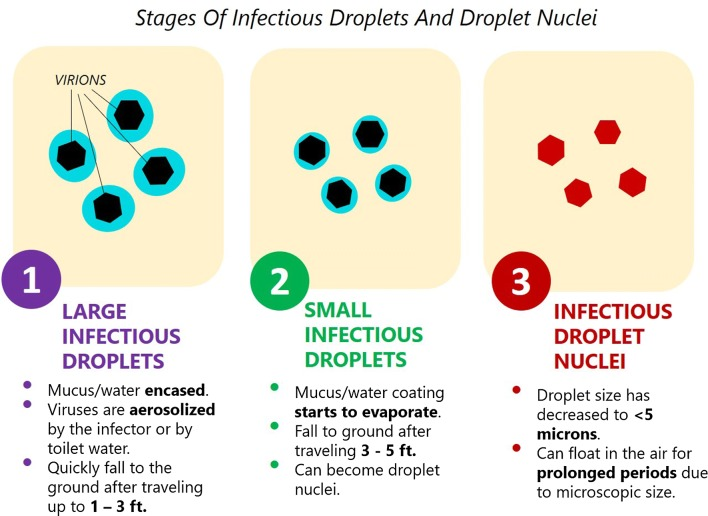 Stages Of Infectious Droplets And Droplet Nuclei
VIRIONS
1
LARGE
INFECTIOUS
DROPLETS
• Mucus/water encased.
• Viruses are aerosolized
by the infector or by
toilet water.
• Quickly fall to the
ground after traveling
up to 1 – 3 ft.
2
SMALL
INFECTIOUS
DROPLETS
• Mucus/water coating
starts to evaporate.
• Fall to ground after
traveling 3 - 5 ft.
• Can become droplet
nuclei.
3
INFECTIOUS
DROPLET
NUCLEI
• Droplet size has
decreased to <5
microns.
• Can float in the air for
prolonged periods due
to microscopic size.